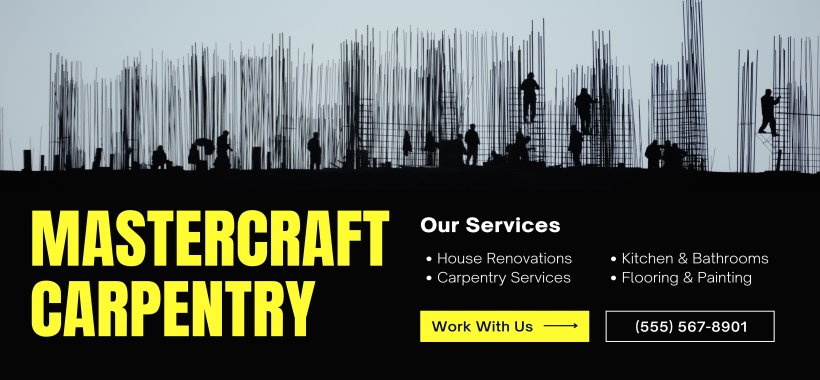 MASTERCRAFT
CARPENTRY
Our Services
• House Renovations
• Carpentry Services
• Kitchen & Bathrooms
• Flooring & Painting
Work With Us
(555) 567-8901